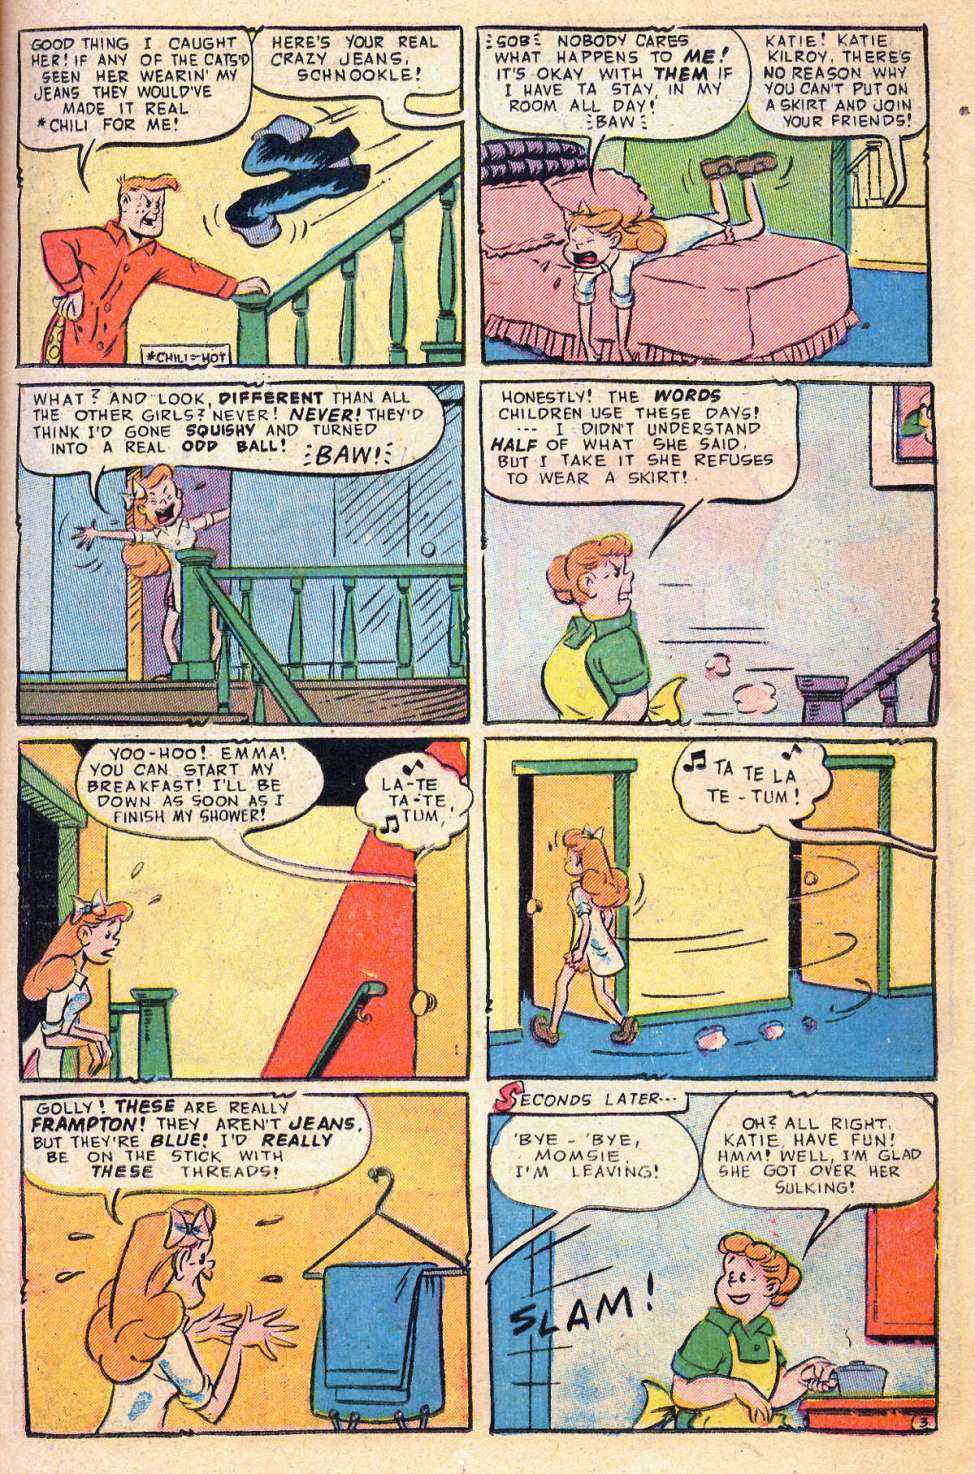 GOOD THING I CAUGHT
HER! IF ANY OF THE CATS'D
SEEN HER WEARIN' MY
JEANS THEY WOULD'VE
MADE IT REAL
*CHILI FOR ME!
HERE'S YOUR REAL
CRAZY JEANS,
SCHNOOKLE!
*CHILI=HOT
SOB NOBODY CARES
WHAT HAPPENS TO ME!
IT'S OKAY WITH THEM IF
I HAVE TA STAY IN MY
ROOM ALL DAY!
BAW
KATIE! KATIE
KILROY, THERE'S
NO REASON WHY
YOU CAN'T PUT ON
A SKIRT AND JOIN
YOUR FRIENDS!
WHAT? AND LOOK DIFFERENT THAN ALL
THE OTHER GIRLS? NEVER! NEVER! THEY'D
THINK I'D GONE SQUISHY AND TURNED
INTO A REAL ODD BALL!
BAW!
HONESTLY! THE WORDS
CHILDREN USE THESE DAYS!
--- I DIDN'T UNDERSTAND
HALF OF WHAT SHE SAID,
BUT I TAKE IT SHE REFUSES
TO WEAR A SKIRT!
YOO-HOO! EMMA!
YOU CAN START MY
BREAKFAST! I'LL BE
DOWN AS SOON AS I
FINISH MY SHOWER!
LA-TE
TA-TE,
TUM,
TA TE LA
TE-TUM!
GOLLY! THESE ARE REALLY
FRAMPTON! THEY AREN'T JEANS,
BUT THEY'RE BLUE! I'D REALLY
BE ON THE STICK WITH
THESE THREADS!
SECONDS LATER---
'BYE-'BYE,
MOMSIE,
I'M LEAVING!
OH? ALL RIGHT,
KATIE, HAVE FUN!
HMM! WELL, I'M GLAD
SHE GOT OVER HER
SULKING!
SLAM!
3